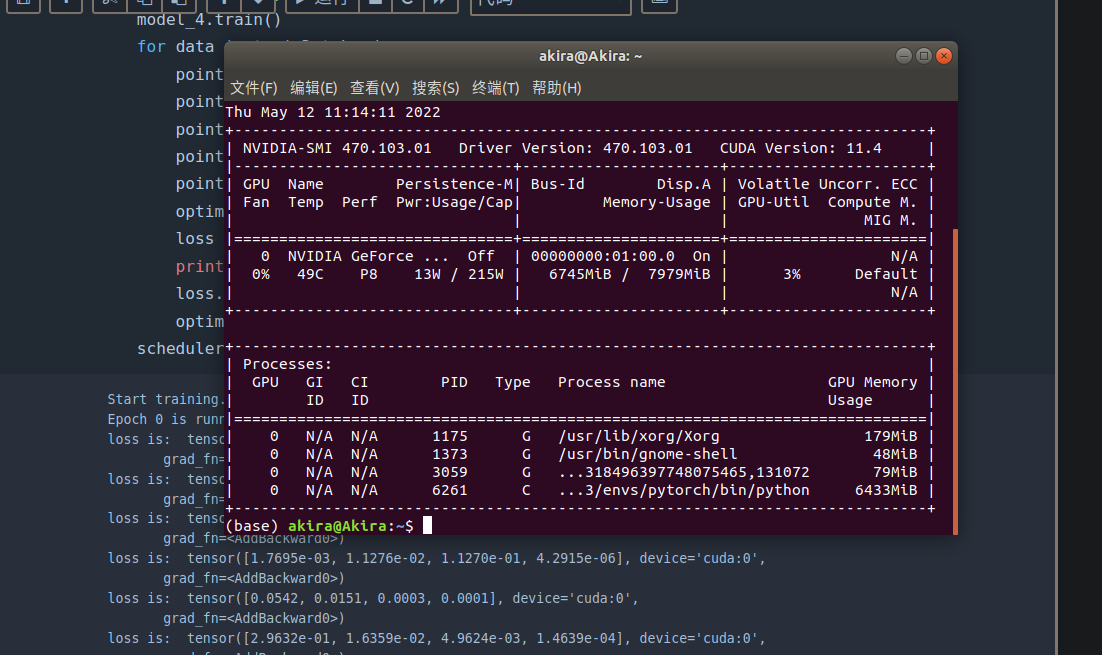 运行
代码
model_4.train()
for data
point
point
point
point
point
optim
loss
print
loss.
optim
scheduler
akira@Akira: ~
文件(F) 编辑(E) 查看(V) 搜索(S) 终端(T) 帮助(H)
Thu May 12 11:14:11 2022
+-----------------------------------------------------------------------------+
| NVIDIA-SMI 470.103.01   Driver Version: 470.103.01   CUDA Version: 11.4     |
|-------------------------------+----------------------+----------------------+
| GPU  Name        Persistence-M| Bus-Id        Disp.A | Volatile Uncorr. ECC |
| Fan  Temp  Perf  Pwr:Usage/Cap|         Memory-Usage | GPU-Util  Compute M. |
|                               |                      |               MIG M. |
|===============================+======================+======================|
|   0  NVIDIA GeForce ...  Off  | 00000000:01:00.0  On |                  N/A |
|  0%   49C    P8    13W / 215W |   6745MiB /  7979MiB |      3%      Default |
|                               |                      |                  N/A |
+-------------------------------+----------------------+----------------------+
+-----------------------------------------------------------------------------+
| Processes:                                                                  |
|  GPU   GI   CI        PID   Type   Process name                  GPU Memory |
|        ID   ID                                                   Usage      |
|=============================================================================|
|    0   N/A  N/A      1175      G   /usr/lib/xorg/Xorg                179MiB |
|    0   N/A  N/A      1373      G   /usr/bin/gnome-shell               48MiB |
|    0   N/A  N/A      3059      G   ...318496397748075465,131072       79MiB |
|    0   N/A  N/A      6261      C   ...3/envs/pytorch/bin/python     6433MiB |
+-----------------------------------------------------------------------------+
(base) akira@Akira:~$
Start training.
Epoch 0 is runn
loss is:  tenso
grad_fn=
loss is:  tenso
grad_fn=
loss is:  tenso
grad_fn=<AddBackward0>)
loss is:  tensor([1.7695e-03, 1.1276e-02, 1.1270e-01, 4.2915e-06], device='cuda:0',
grad_fn=<AddBackward0>)
loss is:  tensor([0.0542, 0.0151, 0.0003, 0.0001], device='cuda:0',
grad_fn=<AddBackward0>)
loss is:  tensor([2.9632e-01, 1.6359e-02, 4.9624e-03, 1.4639e-04], device='cuda:0',